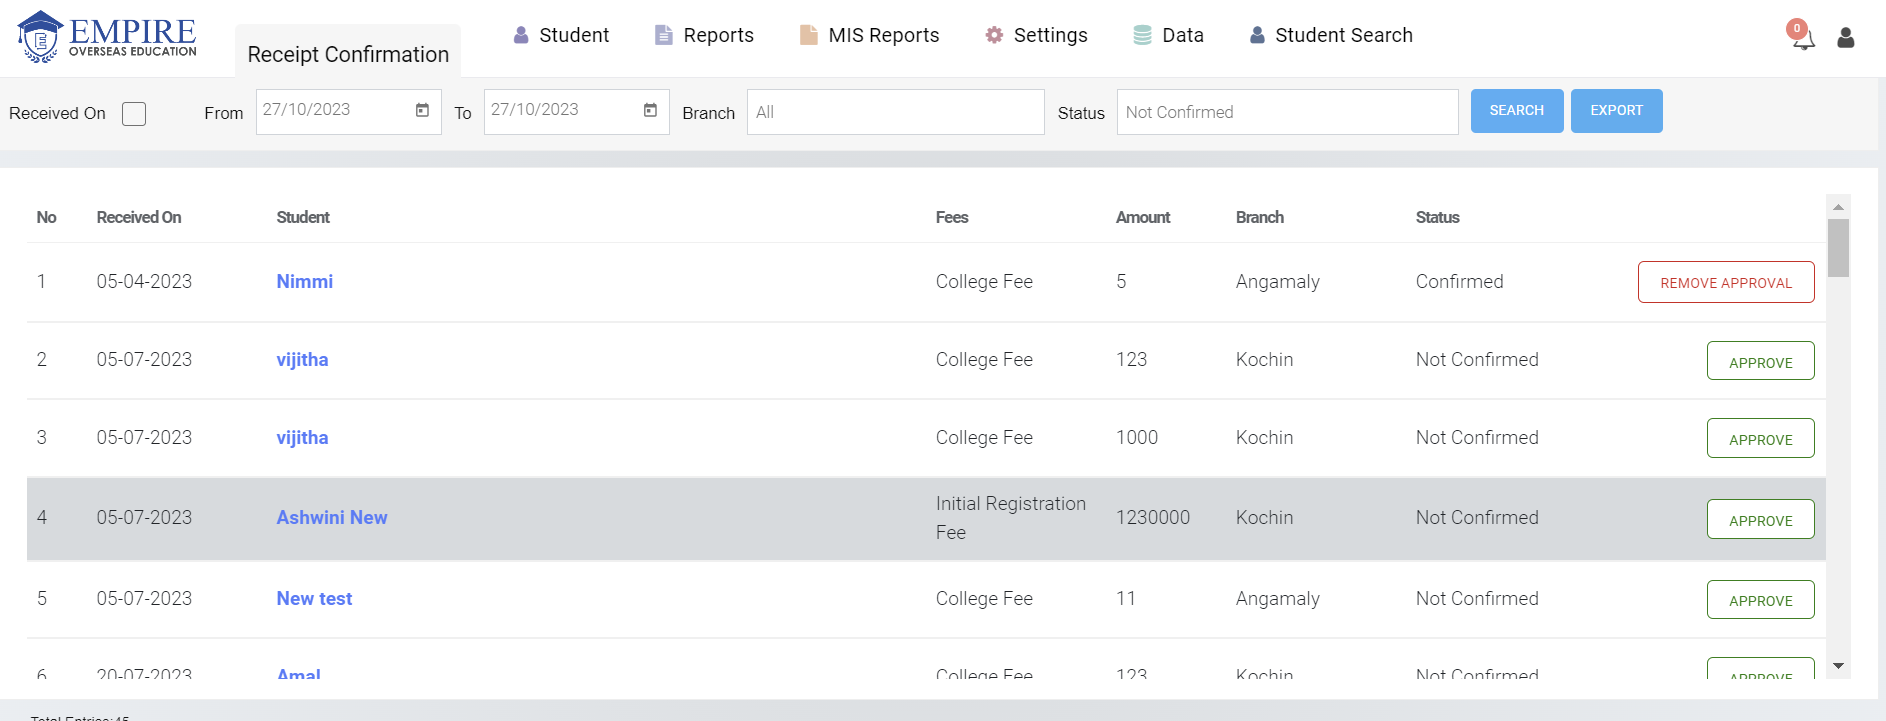 EMPIRE
OVERSEAS EDUCATION
Receipt Confirmation
Student
Reports
MIS Reports
Settings
Data
Student Search
0
Received On
From
27/10/2023
To
27/10/2023
Branch
All
Status
Not Confirmed
SEARCH
EXPORT
No Received On Student Fees Amount Branch Status
1 05-04-2023 Nimmi College Fee 5 Angamaly Confirmed REMOVE APPROVAL
2 05-07-2023 vijitha College Fee 123 Kochin Not Confirmed APPROVE
3 05-07-2023 vijitha College Fee 1000 Kochin Not Confirmed APPROVE
4 05-07-2023 Ashwini New Initial Registration Fee 1230000 Kochin Not Confirmed APPROVE
5 05-07-2023 New test College Fee 11 Angamaly Not Confirmed APPROVE
6 20-07-2023 Amal College Fee 123 Kochin Not Confirmed APPROVE
Total Entries:45